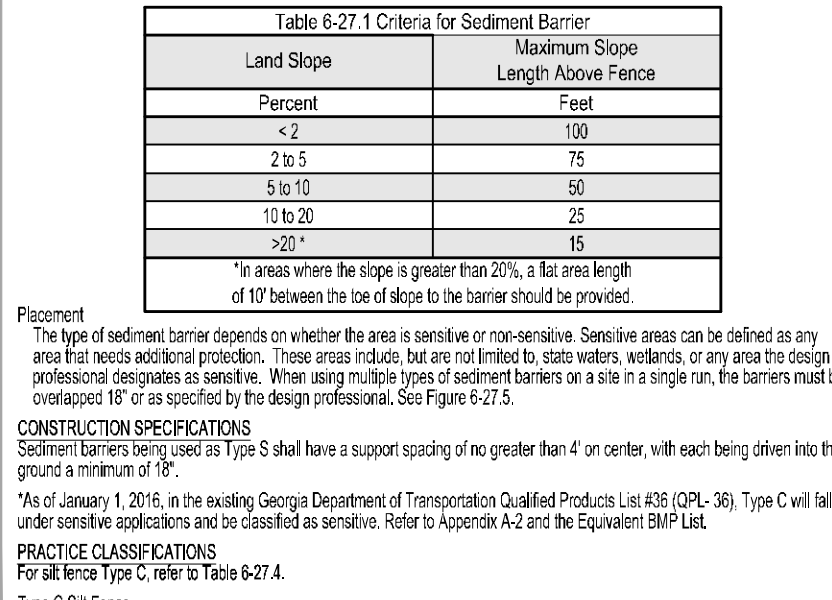 Table 6-27.1 Criteria for Sediment Barrier
Land Slope
Maximum Slope
Length Above Fence
Percent
Feet
< 2
100
2 to 5
75
5 to 10
50
10 to 20
25
>20 *
15
*In areas where the slope is greater than 20%, a flat area length
of 10' between the toe of slope to the barrier should be provided.
Placement
The type of sediment barrier depends on whether the area is sensitive or non-sensitive. Sensitive areas can be defined as any
area that needs additional protection. These areas include, but are not limited to, state waters, wetlands, or any area the design
professional designates as sensitive. When using multiple types of sediment barriers on a site in a single run, the barriers must
overlapped 18" or as specified by the design professional. See Figure 6-27.5.
CONSTRUCTION SPECIFICATIONS
Sediment barriers being used as Type S shall have a support spacing of no greater than 4' on center, with each being driven into
ground a minimum of 18".
*As of January 1, 2016, in the existing Georgia Department of Transportation Qualified Products List #36 (QPL- 36), Type C will fall
under sensitive applications and be classified as sensitive. Refer to Appendix A-2 and the Equivalent BMP List.
PRACTICE CLASSIFICATIONS
For silt fence Type C, refer to Table 6-27.4.